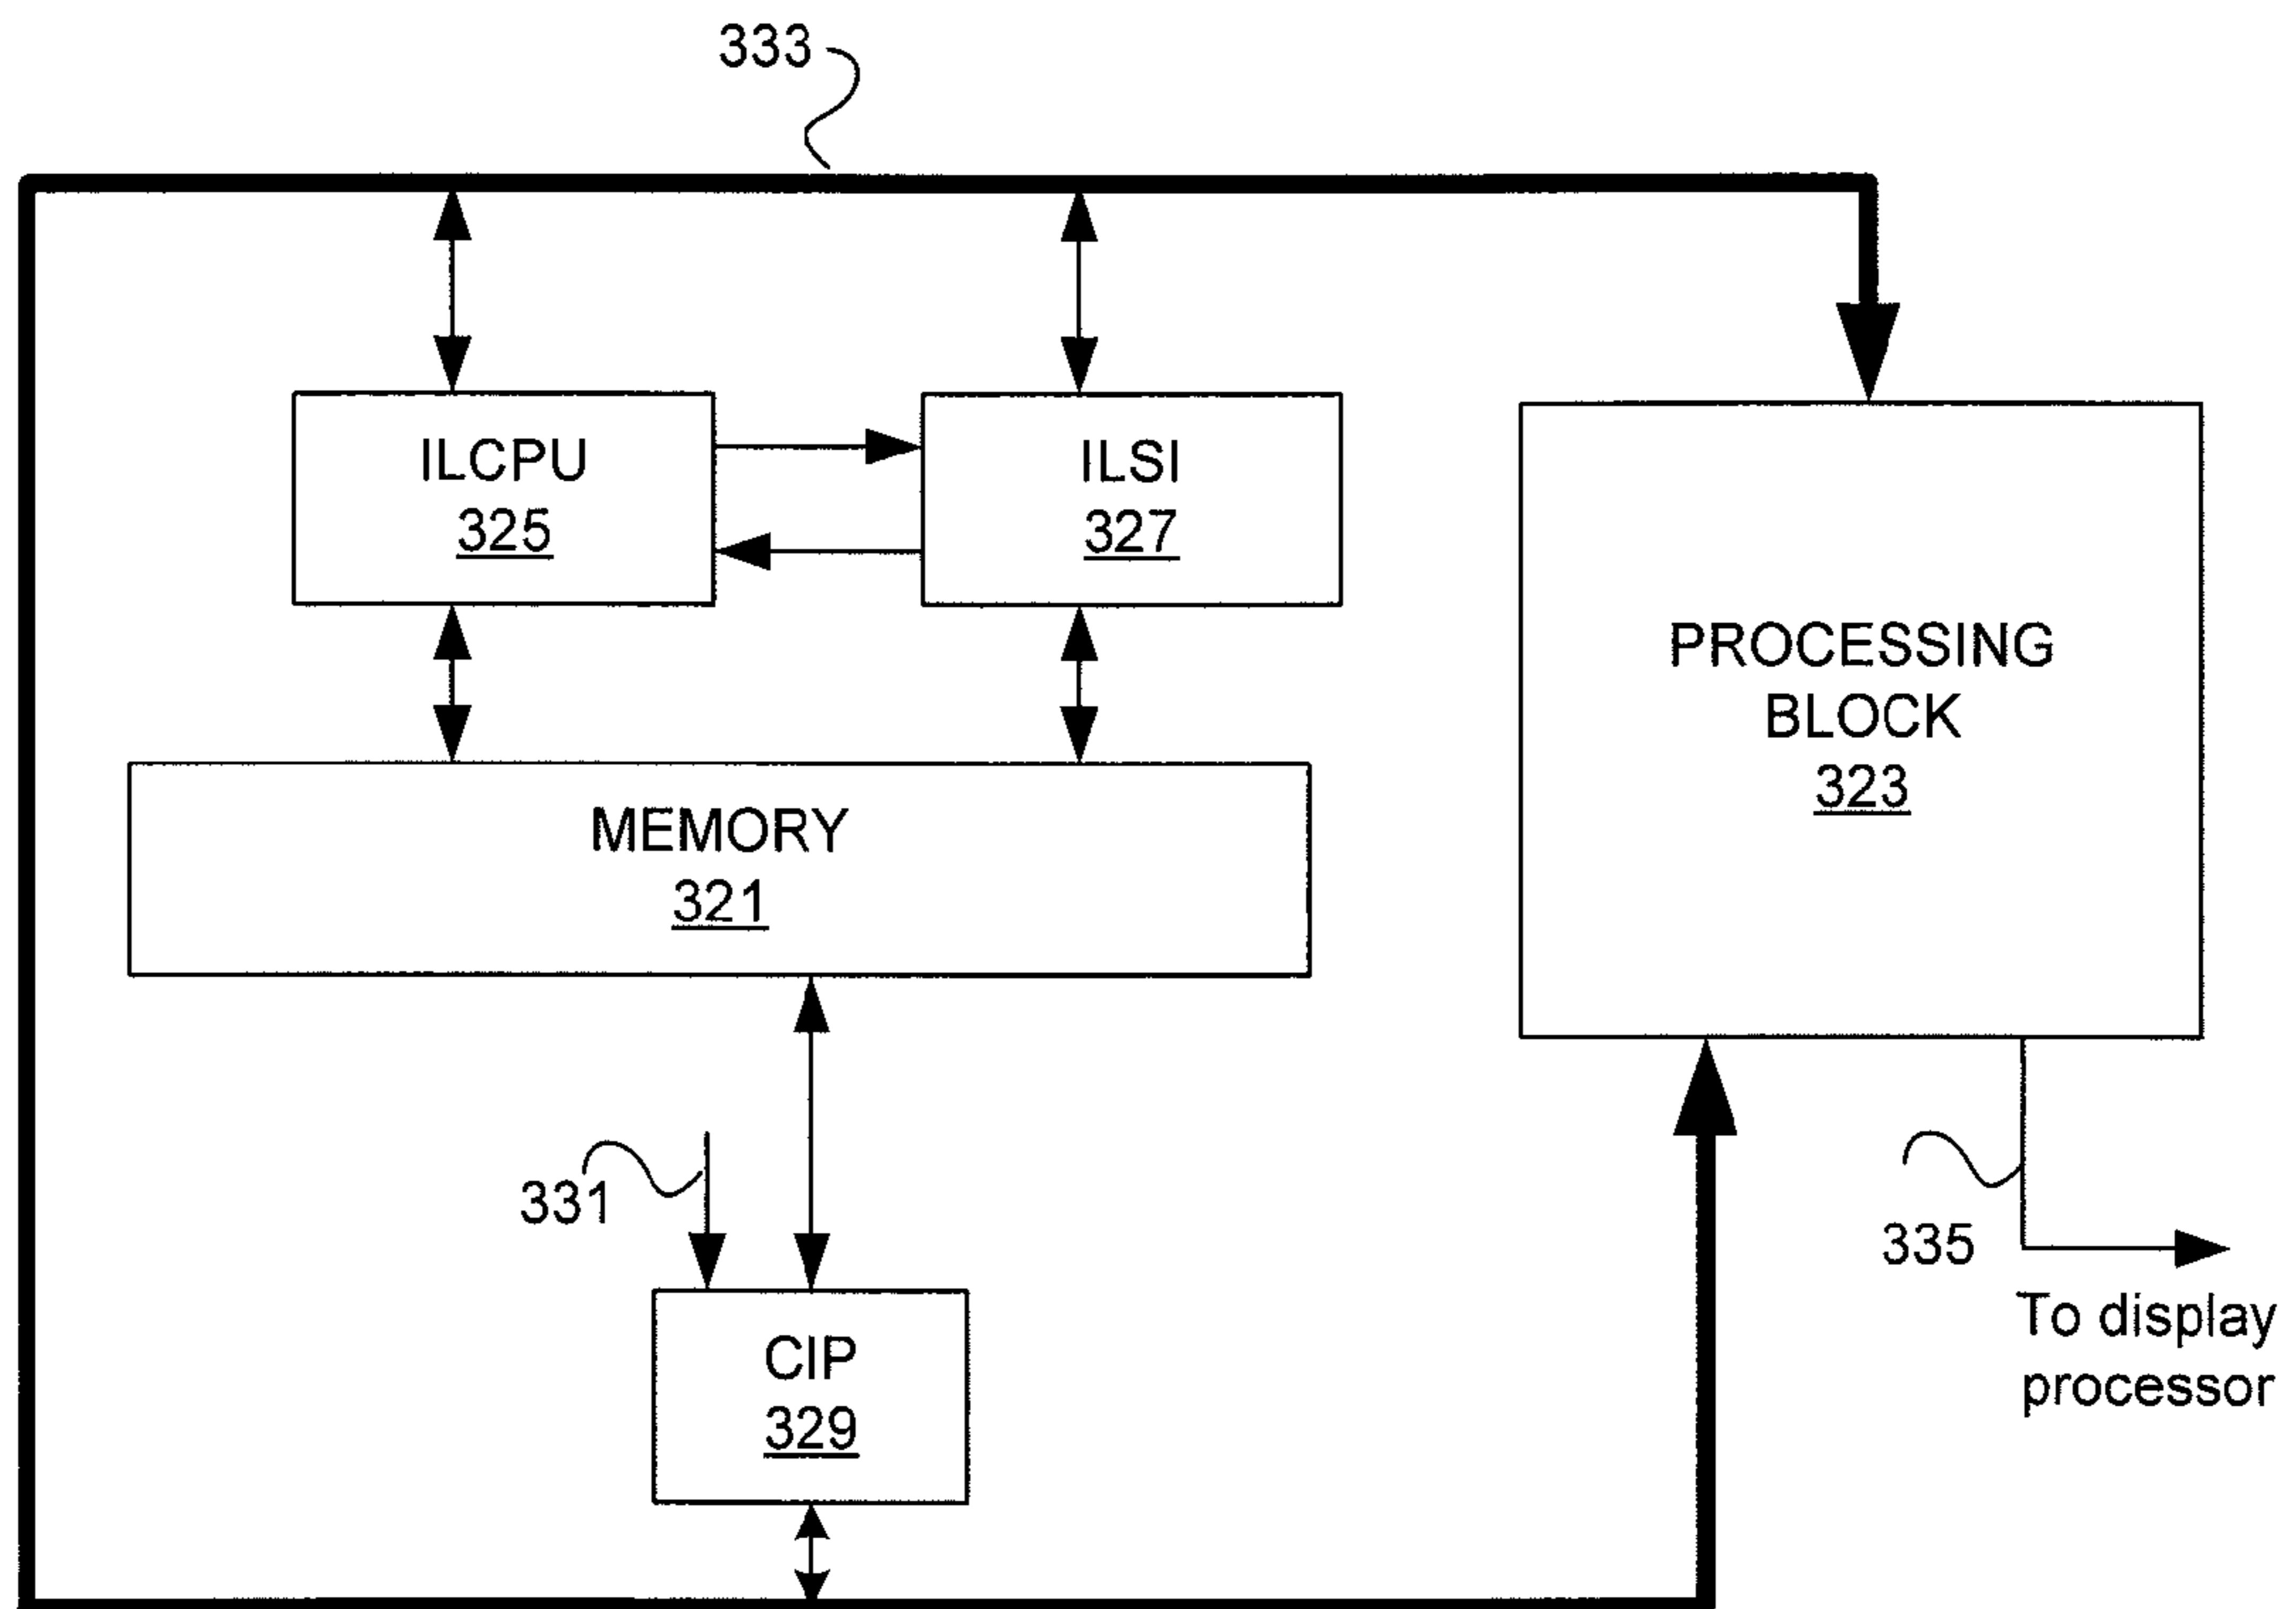 333
ILCPU
325
ILSI
327
PROCESSING
BLOCK
323
MEMORY
321
331
335
To display
processor
CIP
329